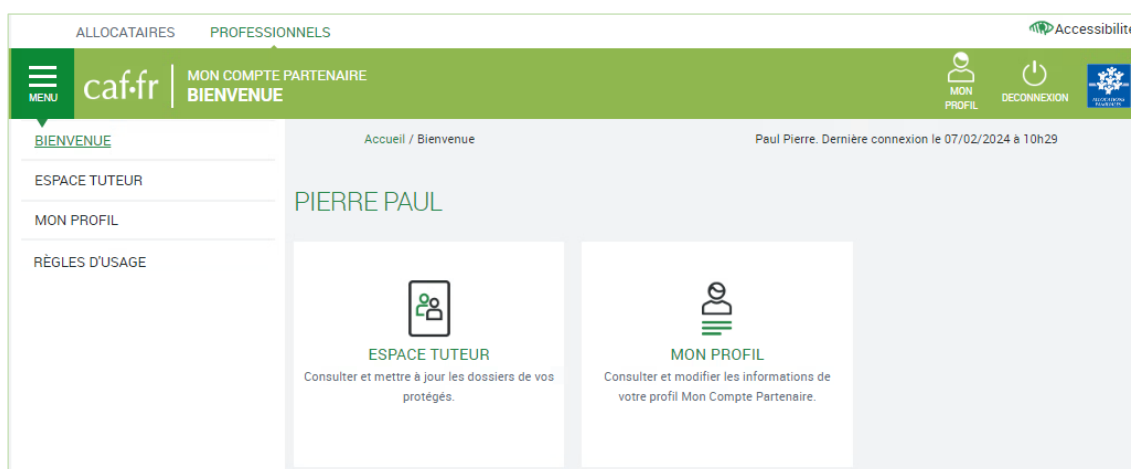 ALLOCATAIRES PROFESSIONNELS Accessibilité
MENU
caf.fr
MON COMPTE PARTENAIRE
BIENVENUE
MON PROFIL
DECONNEXION
BIENVENUE
Accueil / Bienvenue
Paul Pierre. Dernière connexion le 07/02/2024 à 10h29
ESPACE TUTEUR
MON PROFIL
RÈGLES D'USAGE
PIERRE PAUL
ESPACE TUTEUR
Consulter et mettre à jour les dossiers de vos
protégés.
MON PROFIL
Consulter et modifier les informations de
votre profil Mon Compte Partenaire.